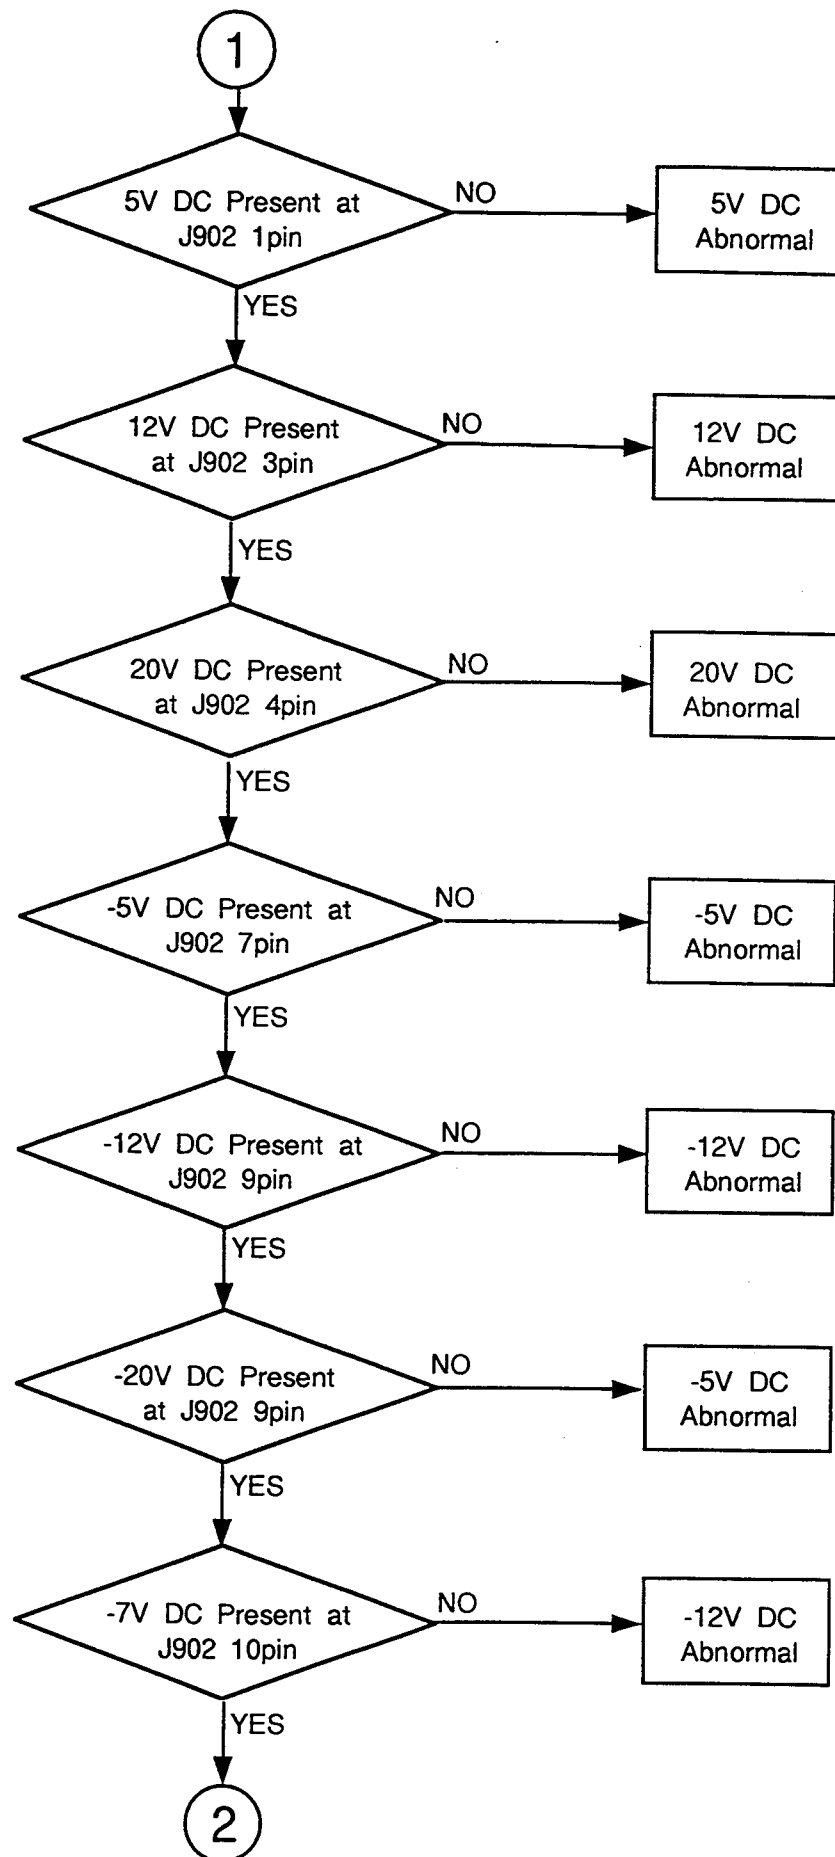 1
5V DC Present at
J902 1pin
NO
5V DC
Abnormal
YES
12V DC Present
at J902 3pin
NO
12V DC
Abnormal
YES
20V DC Present
at J902 4pin
NO
20V DC
Abnormal
YES
-5V DC Present at
J902 7pin
NO
-5V DC
Abnormal
YES
-12V DC Present at
J902 9pin
NO
-12V DC
Abnormal
YES
-20V DC Present
at J902 9pin
NO
-5V DC
Abnormal
YES
-7V DC Present at
J902 10pin
NO
-12V DC
Abnormal
YES
2